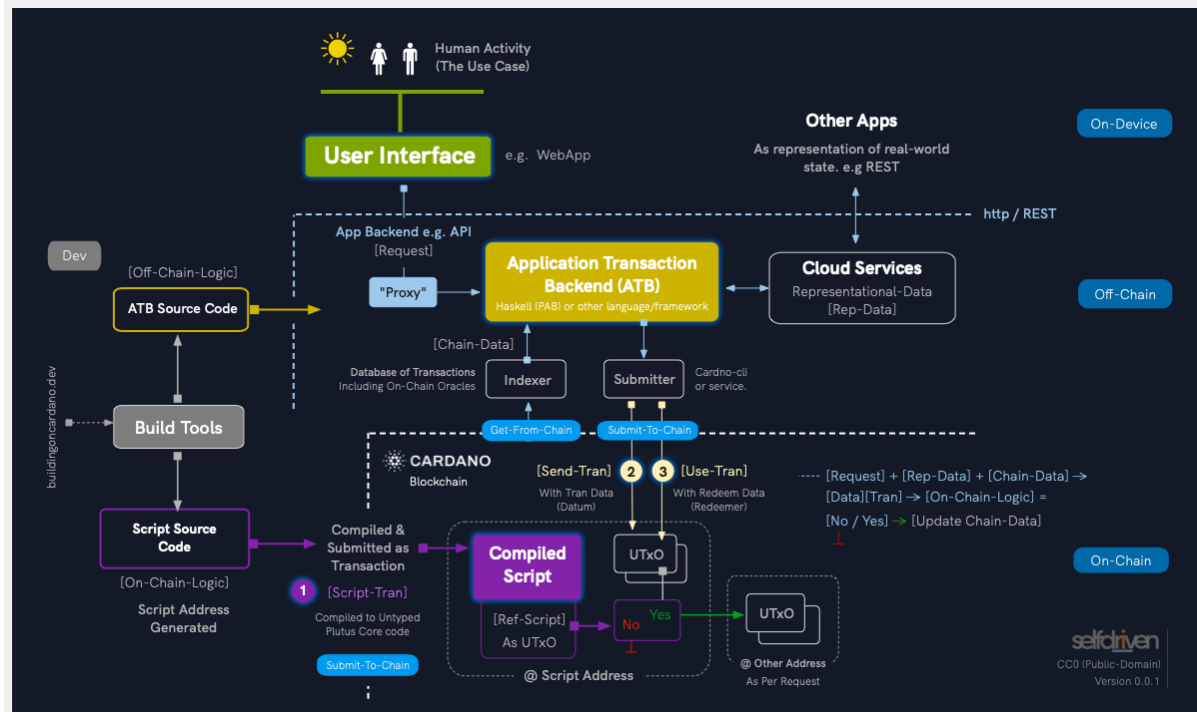 Human Activity
(The Use Case)
User Interface
e.g. WebApp
Other Apps
As representation of real-world
state. e.g REST
On-Device
http / REST
Dev
App Backend e.g. API
[Request]
"Proxy"
Application Transaction
Backend (ATB)
Haskell (PAB) or other language/framework
Cloud Services
Representational-Data
[Rep-Data]
Off-Chain
[Off-Chain-Logic]
ATB Source Code
[Chain-Data]
Database of Transactions
Including On-Chain Oracles
Indexer
Submitter
Cardno-cli
or service.
buildingoncardano.dev
Build Tools
Get-From-Chain
Submit-To-Chain
CARDANO
Blockchain
[Send-Tran]
2
3
[Use-Tran]
With Tran Data
(Datum)
With Redeem Data
(Redeemer)
[Request] + [Rep-Data] + [Chain-Data]
[Data][Tran] → [On-Chain-Logic] =
[No / Yes] → [Update Chain-Data]
Script Source
Code
[On-Chain-Logic]
Script Address
Generated
Compiled &
Submitted as
Transaction
1
[Script-Tran]
Compiled to Untyped
Plutus Core code
Submit-To-Chain
Compiled
Script
[Ref-Script]
As UTxO
UTxO
No
Yes
@ Script Address
UTxO
@ Other Address
As Per Request
On-Chain
selfdriven
CC0 (Public-Domain)
Version 0.0.1